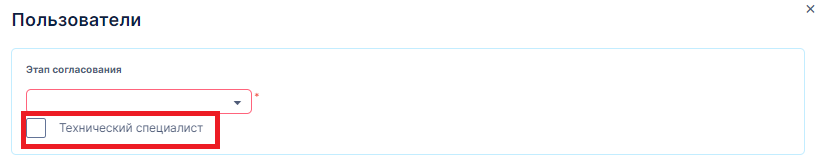 Пользователи
Этап согласования
*
Технический специалист